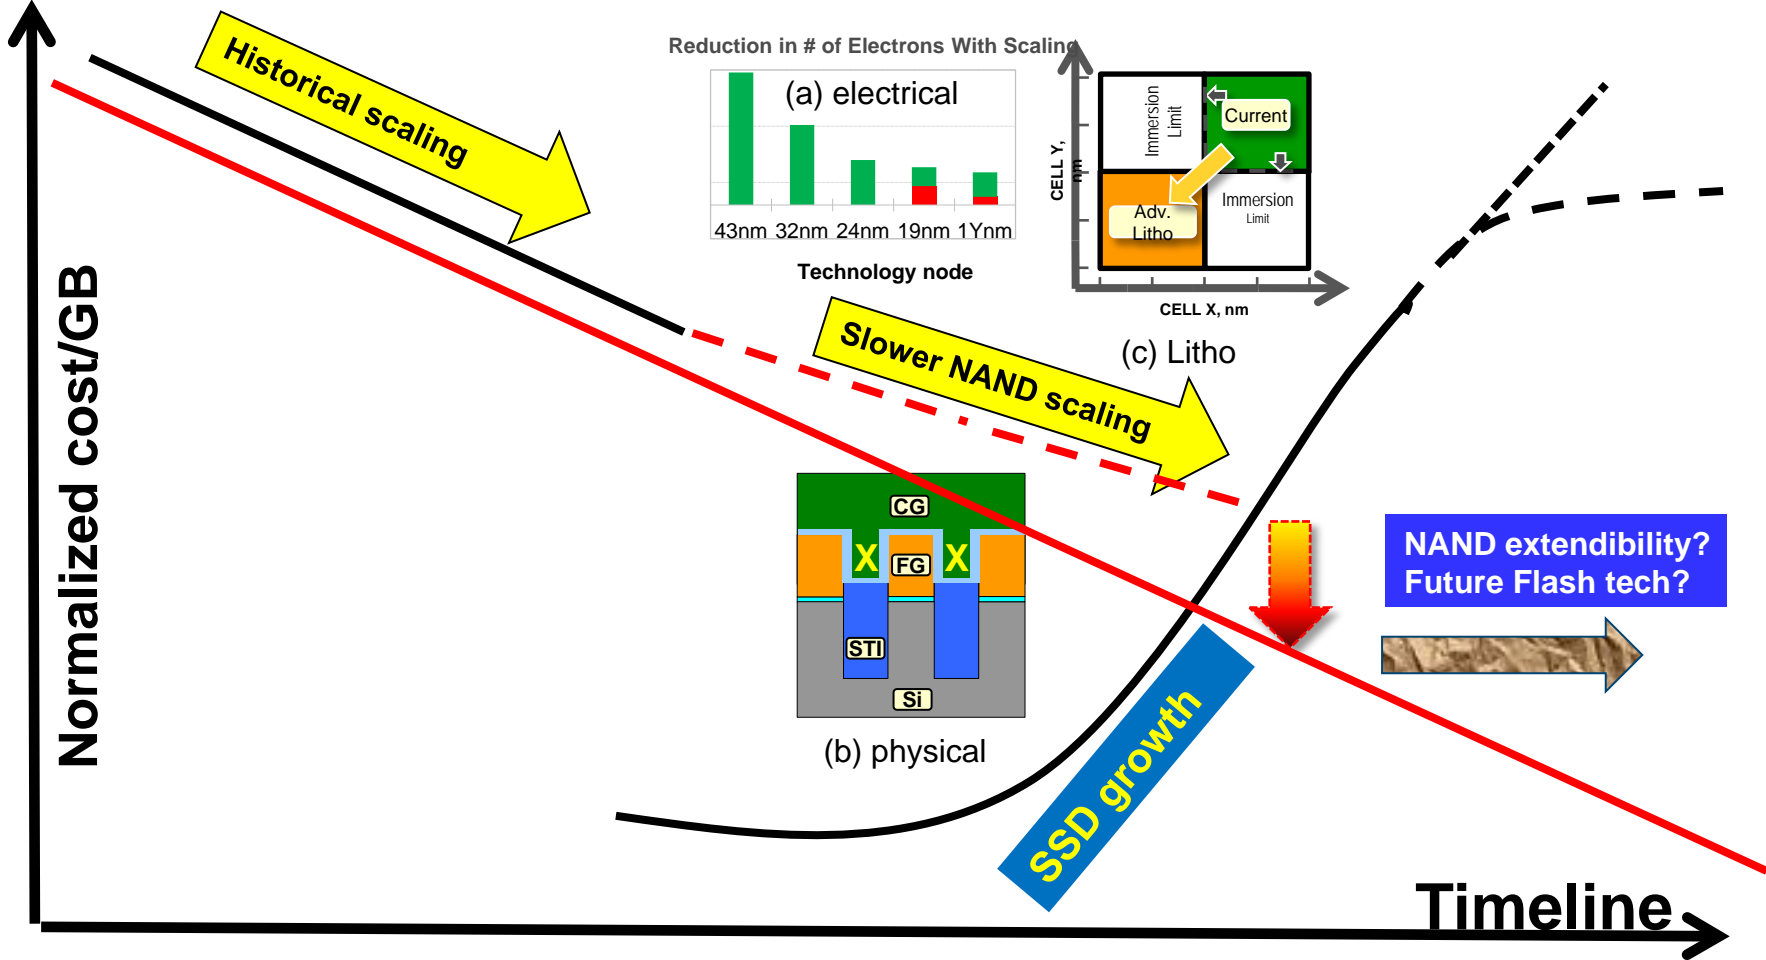 Historical scaling
Reduction in # of Electrons With Scaling
(a) electrical
43nm 32nm 24nm 19nm 1Ynm
Technology node
CELL Y,
nm
Immersion
Limit
Current
Adv.
Litho
Immersion
Limit
CELL X, nm
(c) Litho
Slower NAND scaling
Normalized cost/GB
CG
X
FG
X
STI
Si
(b) physical
NAND extendibility?
Future Flash tech?
SSD growth
Timeline